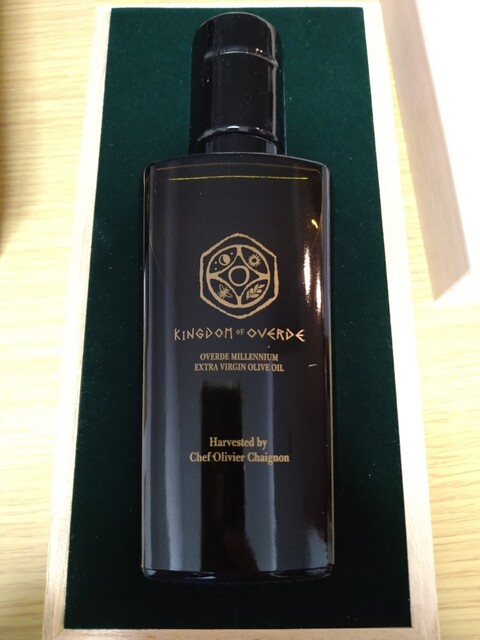 KINGDOM OF OVERDE
OVERDE MILLENNIUM
EXTRA VIRGIN OLIVE OIL
Harvested by
Chef Olivier Chaignon